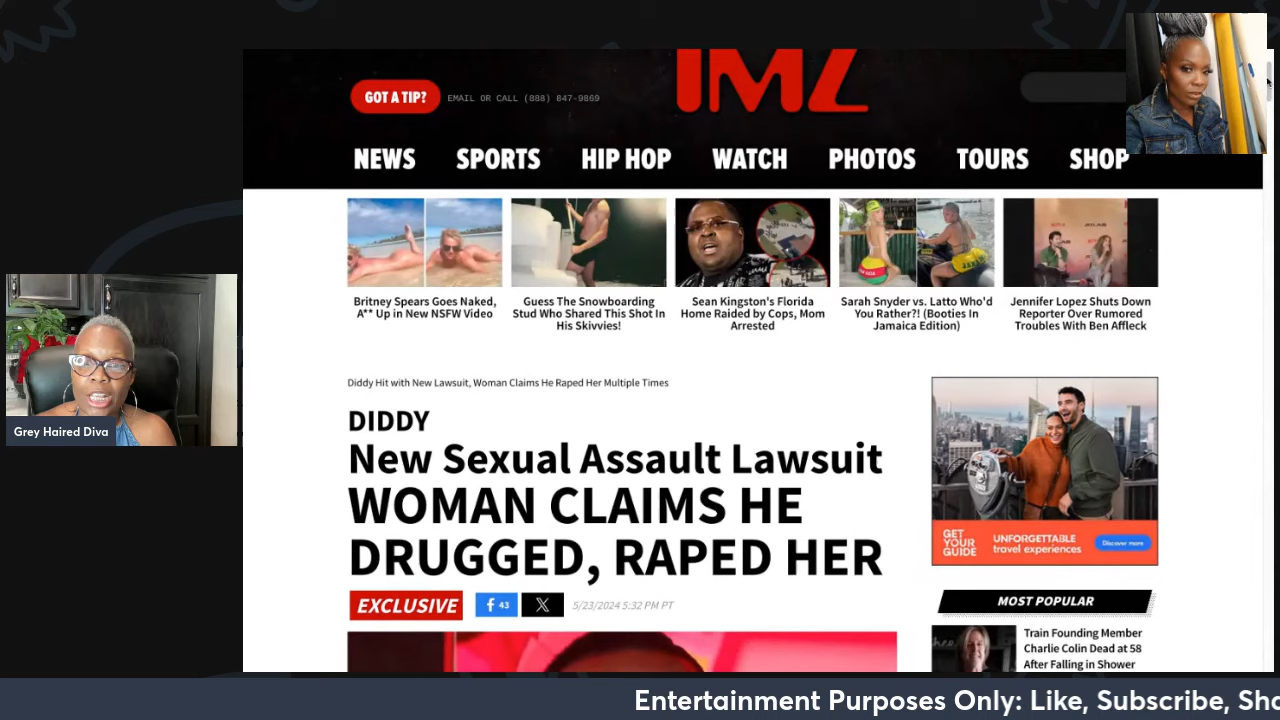 TMZ
GOT A TIP?
EMAIL OR CALL (888) 847-9869
NEWS SPORTS HIP HOP WATCH PHOTOS TOURS SHOP
Britney Spears Goes Naked,
A** Up in New NSFW Video
Guess The Snowboarding
Stud Who Shared This Shot In
His Skivvies!
Sean Kingston's Florida
Home Raided by Cops, Mom
Arrested
Sarah Snyder vs. Latto Who'd
You Rather?! (Booties In
Jamaica Edition)
Jennifer Lopez Shuts Down
Reporter Over Rumored
Troubles With Ben Affleck
Diddy Hit with New Lawsuit, Woman Claims He Raped Her Multiple Times
DIDDY
New Sexual Assault Lawsuit
WOMAN CLAIMS HE
DRUGGED, RAPED HER
EXCLUSIVE
43
5/23/2024 5:32 PM PT
GET
YOUR
GUIDE
UNFORGETTABLE
travel experiences
Discover more
MOST POPULAR
Train Founding Member
Charlie Colin Dead at 58
After Falling in Shower
Grey Haired Diva
Entertainment Purposes Only: Like, Subscribe, Sha